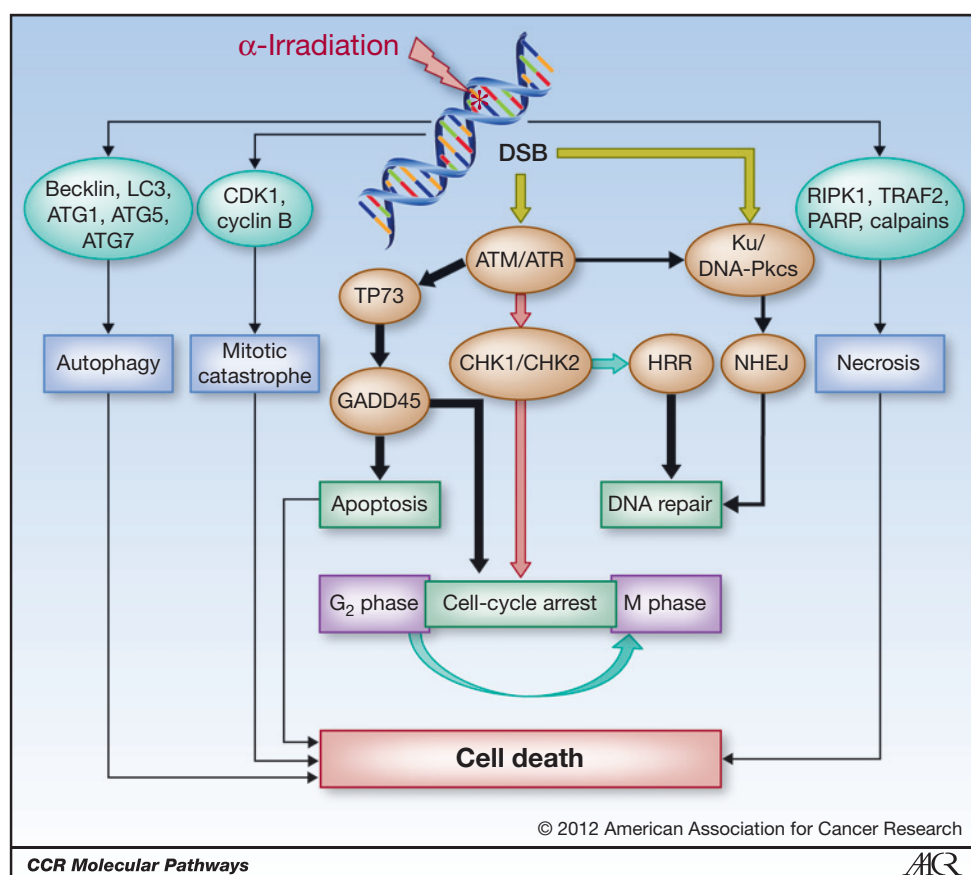 α-Irradiation
DSB
Becklin, LC3,
ATG1, ATG5,
ATG7
CDK1,
cyclin B
RIPK1, TRAF2,
PARP, calpains
ATM/ATR
Ku/
DNA-Pkcs
TP73
Autophagy
Mitotic
catastrophe
CHK1/CHK2
HRR
NHEJ
Necrosis
GADD45
Apoptosis
DNA repair
G₂ phase
Cell-cycle arrest
M phase
Cell death
© 2012 American Association for Cancer Research
CCR Molecular Pathways
AACR